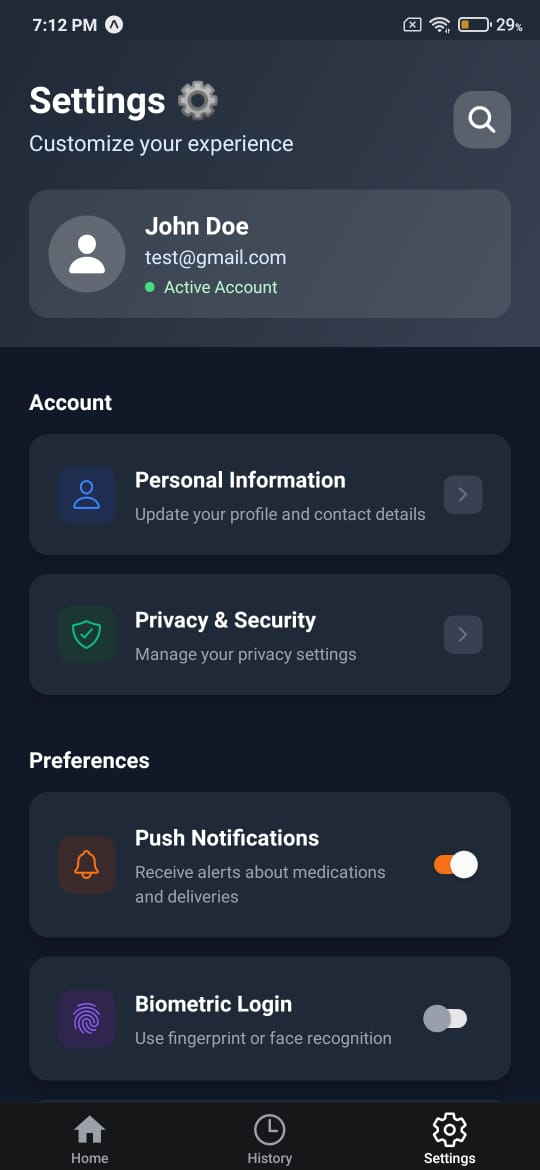 7:12 PM
29%
Settings
Customize your experience
John Doe
test@gmail.com
Active Account
Account
Personal Information
Update your profile and contact details
Privacy & Security
Manage your privacy settings
Preferences
Push Notifications
Receive alerts about medications
and deliveries
Biometric Login
Use fingerprint or face recognition
Home
History
Settings